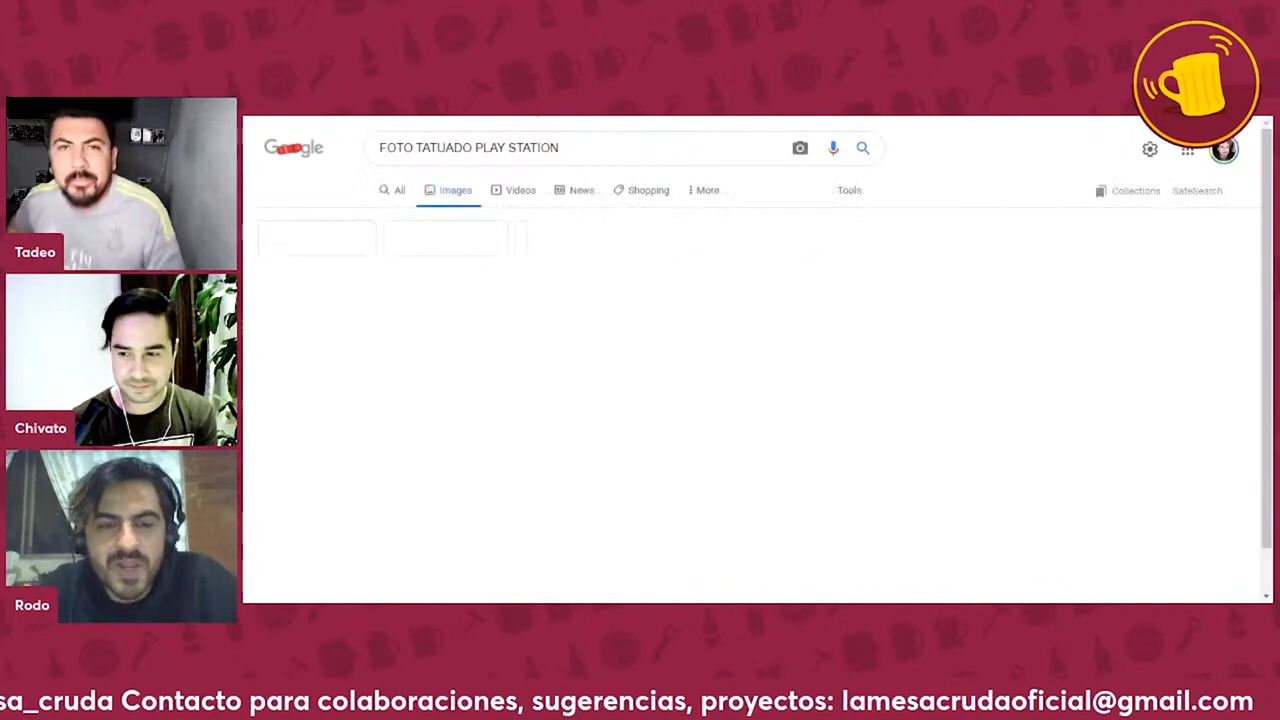 Google
FOTO TATUADO PLAY STATION
All
Images
Videos
News
Shopping
More
Tools
Collections
SafeSearch
Tadeo
Chivato
Rodo
sa_cruda Contacto para colaboraciones, sugerencias, proyectos: lamesacrudaoficial@gmail.com